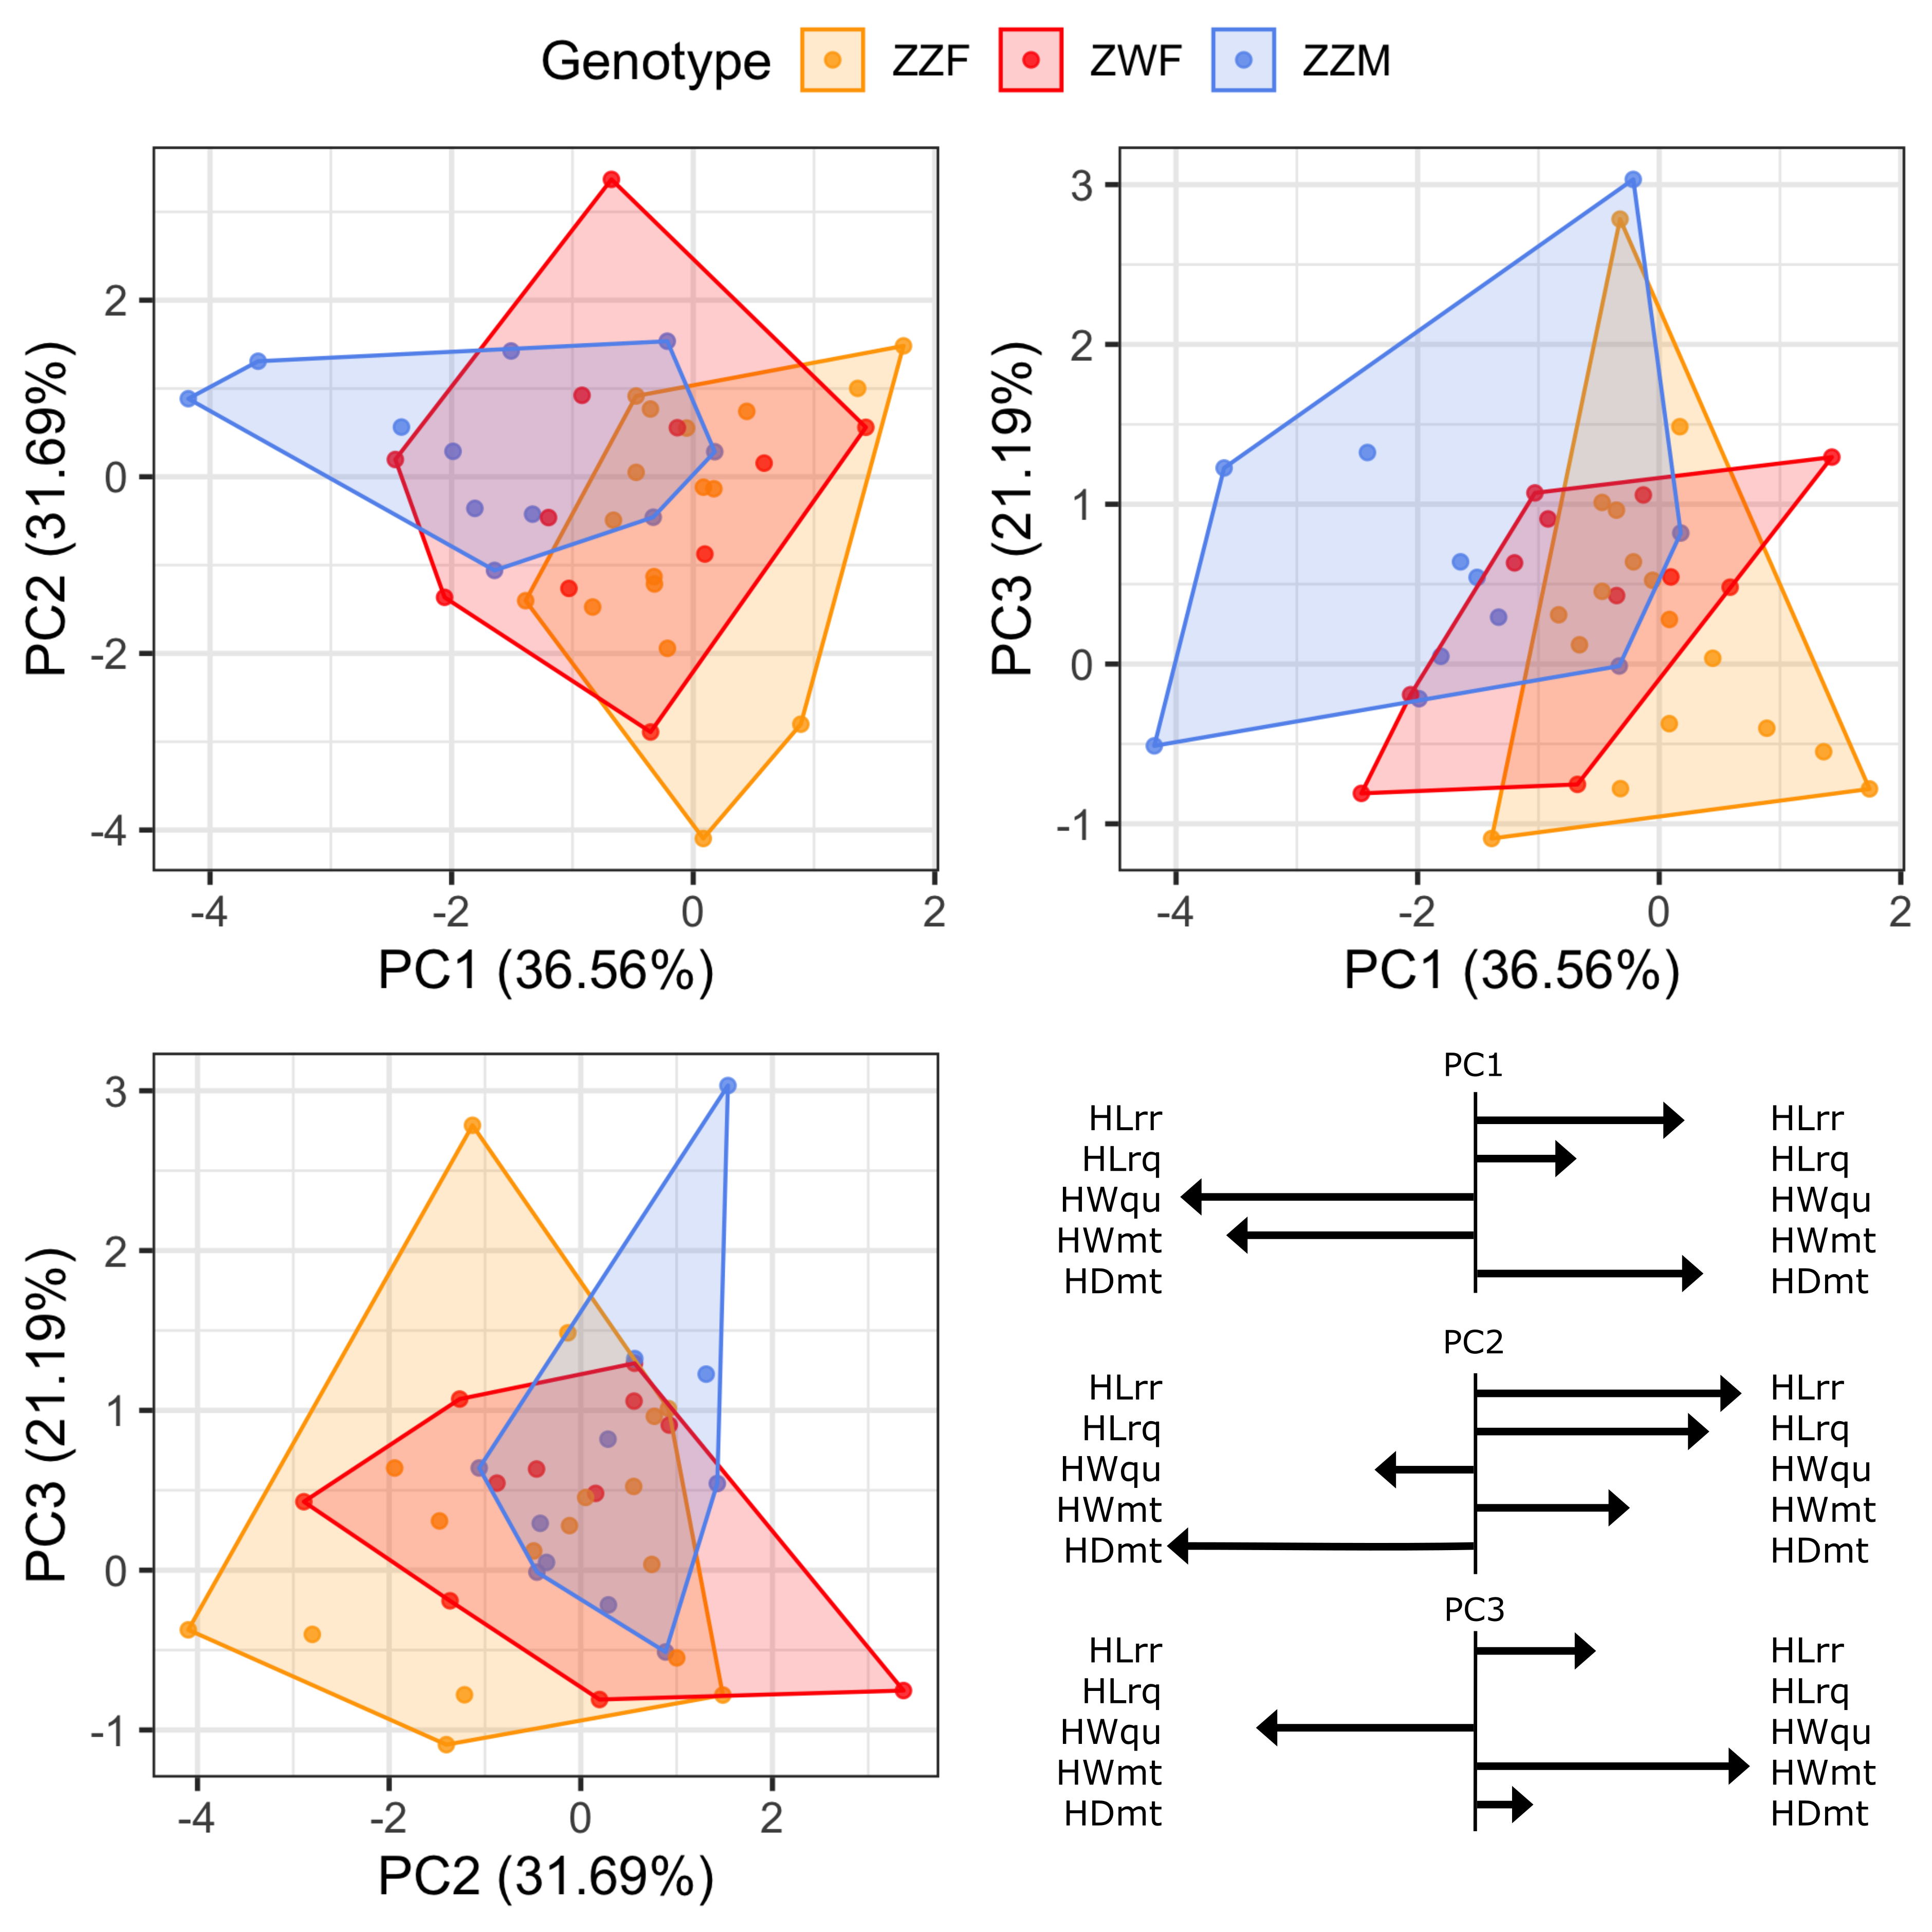 Genotype ZZF ZWF ZZM
PC2 (31.69%)
2
0
-2
-4
-4 -2 0 2
PC1 (36.56%)
PC3 (21.19%)
3
2
1
0
-1
-4 -2 0 2
PC1 (36.56%)
PC3 (21.19%)
3
2
1
0
-1
-4 -2 0 2
PC2 (31.69%)
PC1
HLrr HLrr
HLrq HLrq
HWqu HWqu
HWmt HWmt
HDmt HDmt
PC2
HLrr HLrr
HLrq HLrq
HWqu HWqu
HWmt HWmt
HDmt HDmt
PC3
HLrr HLrr
HLrq HLrq
HWqu HWqu
HWmt HWmt
HDmt HDmt